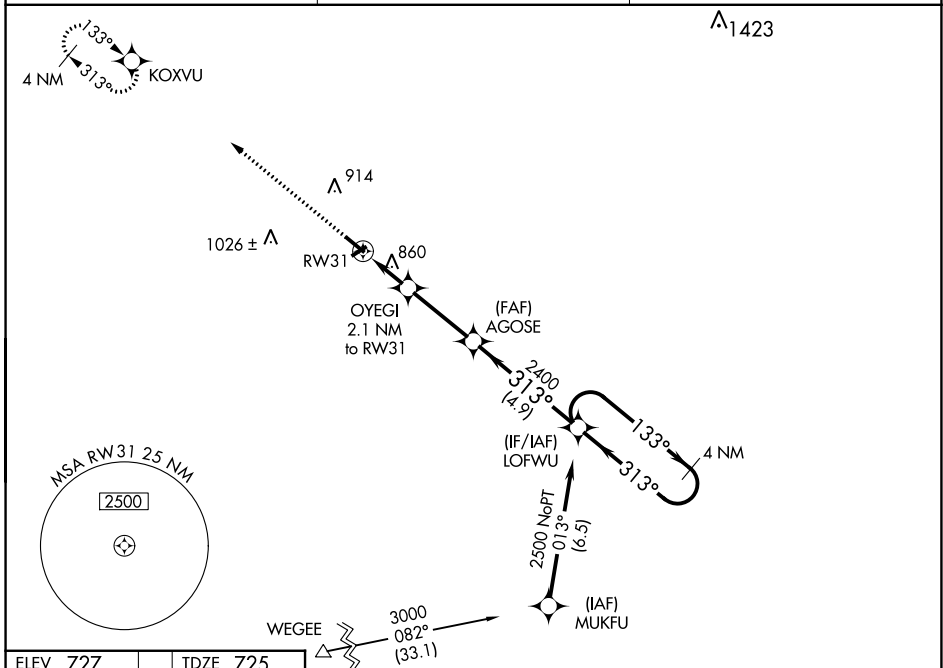 1423
133°
313°
4 NM
KOXVU
914
1026 ±
RW31
860
OYEGI
2.1 NM
to RW31
(FAF)
AGOSE
2400
313°
(4.9)
(IF/IAF)
LOFWU
133°
313°
4 NM
MSA RW31 25 NM
2500
2500 NoPT
013°
(6.5)
(IAF)
MUKFU
WEGEE
3000
082°
(33.1)
ELEV 727
TDZE 725